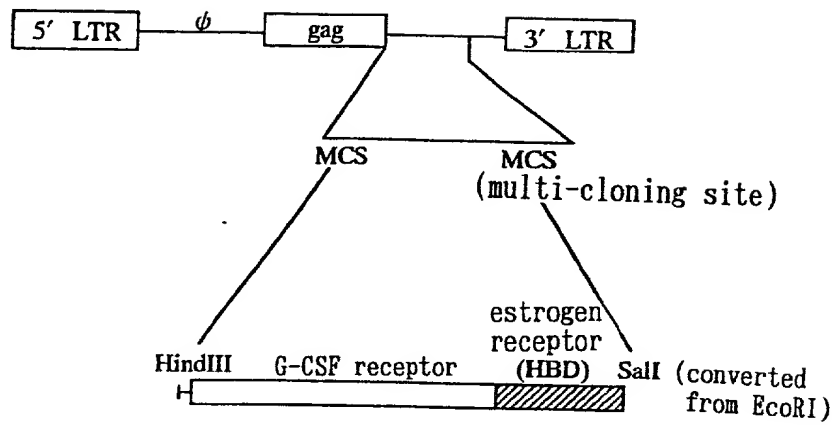 5' LTR ψ gag 3' LTR
MCS MCS
(multi-cloning site)
estrogen
receptor
HindIII G-CSF receptor (HBD) SalI (converted
from EcoRI)